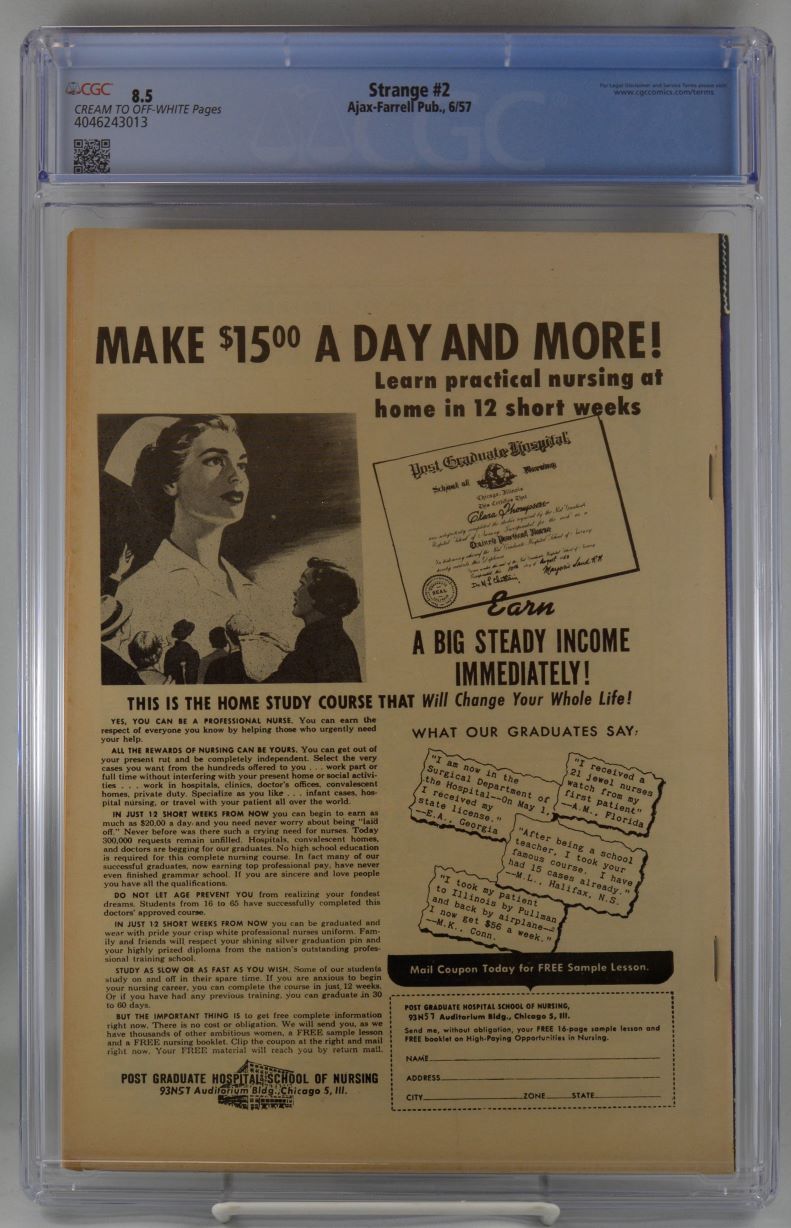 CGC 8.5
CREAM TO OFF-WHITE Pages
4046243013
Strange #2
Ajax-Farrell Pub., 6/57
For Legal Disclaimer and Service Terms please visit
www.cgccomics.com/terms
MAKE $15⁰⁰ A DAY AND MORE!
Learn practical nursing at
home in 12 short weeks
Post Graduate Hospital
School of Nursing
Chicago, Illinois
This Certifies That
Clara Thompson
Trained Practical Nurse
SEAL
Earn
A BIG STEADY INCOME
IMMEDIATELY!
THIS IS THE HOME STUDY COURSE THAT Will Change Your Whole Life!
YES, YOU CAN BE A PROFESSIONAL NURSE. You can earn the
respect of everyone you know by helping those who urgently need
your help.
ALL THE REWARDS OF NURSING CAN BE YOURS. You can get out of
your present rut and be completely independent. Select the very
cases you want from the hundreds offered to you . . . work part or
full time without interfering with your present home or social activi-
ties . . . work in hospitals, clinics, doctor's offices, convalescent
homes, private duty. Specialize as you like . . . infant cases, hos-
pital nursing, or travel with your patient all over the world.
IN JUST 12 SHORT WEEKS FROM NOW you can begin to earn as
much as $20.00 a day and you need never worry about being "laid
off." Never before was there such a crying need for nurses. Today
300,000 requests remain unfilled. Hospitals, convalescent homes,
and doctors are begging for our graduates. No high school education
is required for this complete nursing course. In fact many of our
successful graduates, now earning top professional pay, have never
even finished grammar school. If you are sincere and love people
you have all the qualifications.
DO NOT LET AGE PREVENT YOU from realizing your fondest
dreams. Students from 16 to 65 have successfully completed this
doctors' approved course.
IN JUST 12 SHORT WEEKS FROM NOW you can be graduated and
wear with pride your crisp white professional nurses uniform. Fam-
ily and friends will respect your shining silver graduation pin and
your highly prized diploma from the nation's outstanding profes-
sional training school.
STUDY AS SLOW OR AS FAST AS YOU WISH. Some of our students
study on and off in their spare time. If you are anxious to begin
your nursing career, you can complete the course in just 12 weeks.
Or if you have had any previous training, you can graduate in 30
to 60 days.
BUT THE IMPORTANT THING IS to get free complete information
right now. There is no cost or obligation. We will send you, as we
have thousands of other ambitious women, a FREE sample lesson
and a FREE nursing booklet. Clip the coupon at the right and mail
right now. Your FREE material will reach you by return mail.
POST GRADUATE HOSPITAL SCHOOL OF NURSING
93N57 Auditorium Bldg., Chicago 5, Ill.
WHAT OUR GRADUATES SAY:
"I am now in the
Surgical Department of
the Hospital—On May 1,
I received my
state license."
—E.A., Georgia
"I received a
21 jewel nurses
watch from my
first patient"
—A.M., Florida
"After being a school
teacher, I took your
famous course. I have
had 15 cases already."
—M.L., Halifax, N.S.
"I took my patient
to Illinois by Pullman
and back by airplane—
I now get $56 a week."
—M.K., Conn.
Mail Coupon Today for FREE Sample Lesson.
POST GRADUATE HOSPITAL SCHOOL OF NURSING,
93N57 Auditorium Bldg., Chicago 5, Ill.
Send me, without obligation, your FREE 16-page sample lesson and
FREE booklet on High-Paying Opportunities in Nursing.
NAME
ADDRESS
CITY ZONE STATE